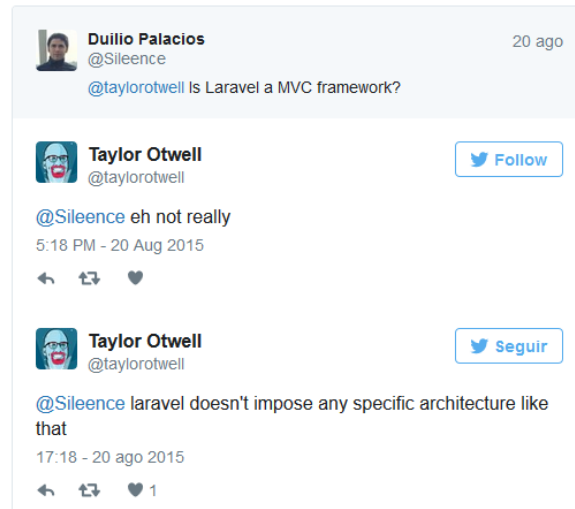 Duilio Palacios
20 ago
@Sileence
@taylorotwell Is Laravel a MVC framework?
Taylor Otwell
Follow
@taylorotwell
@Sileence eh not really
5:18 PM - 20 Aug 2015
Taylor Otwell
Seguir
@taylorotwell
@Sileence laravel doesn't impose any specific architecture like
that
17:18 - 20 ago 2015
1